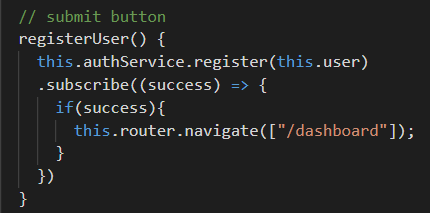 // submit button
registerUser() {
this.authService.register(this.user)
.subscribe((success) => {
if(success){
this.router.navigate(["/dashboard"]);
}
})
}